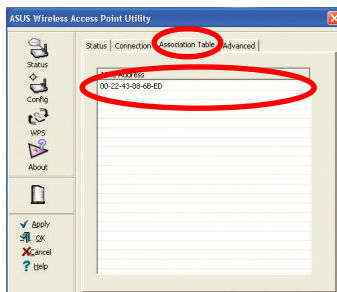 ASUS Wireless Access Point Utility
Status | Connection | Association Table | Advanced |
Status
Config
WPS
About
Address
00-22-43-08-6B-ED
Apply
OK
Cancel
Help